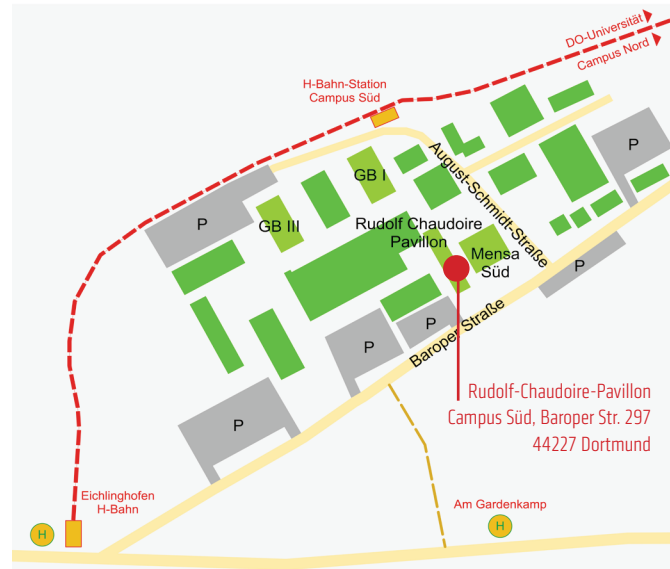 DO-Universität
Campus Nord
H-Bahn-Station
Campus Süd
August-Schmidt-Straße
P
GB I
P
GB III
Rudolf Chaudoire
Pavillon
Mensa
Süd
P
P
P
Baroper Straße
P
Rudolf-Chaudoire-Pavillon
Campus Süd, Baroper Str. 297
44227 Dortmund
Eichlinghofen
H-Bahn
H
Am Gardenkamp
H